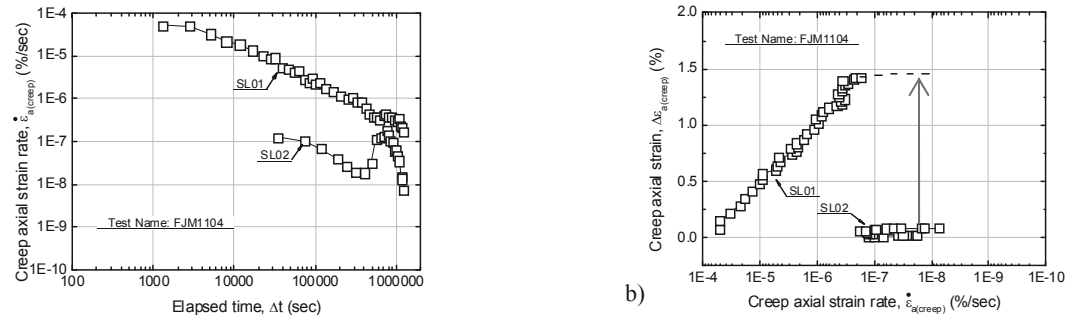 Creep axial strain rate, ε̇a(creep) (%/sec)
1E-4
1E-5
1E-6
1E-7
1E-8
1E-9
1E-10
SL01
SL02
Test Name: FJM1104
100
1000
10000
100000
1000000
Elapsed time, Δt (sec)
b)
Creep axial strain, Δεa(creep) (%)
2.0
1.5
1.0
0.5
0.0
Test Name: FJM1104
SL01
SL02
1E-4
1E-5
1E-6
1E-7
1E-8
1E-9
1E-10
Creep axial strain rate, ε̇a(creep) (%/sec)